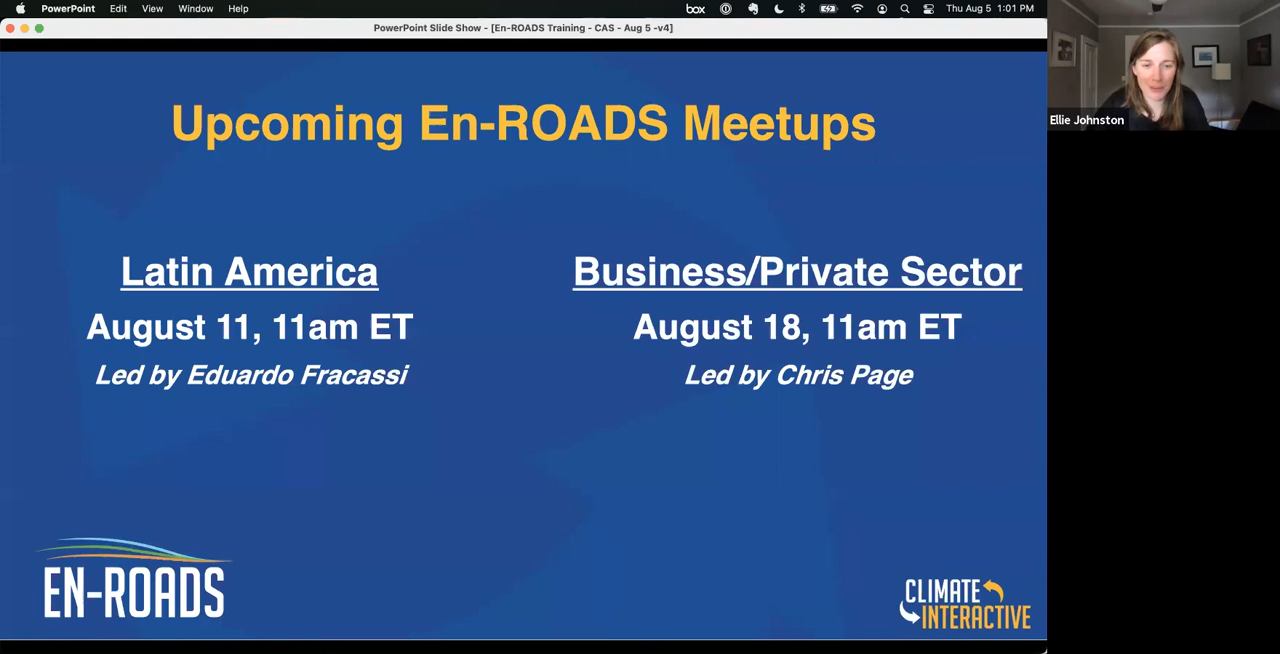 PowerPoint Edit View Window Help
box
Thu Aug 5 1:01 PM
PowerPoint Slide Show - [En-ROADS Training - CAS - Aug 5 -v4]
Upcoming En-ROADS Meetups
Latin America
August 11, 11am ET
Led by Eduardo Fracassi
Business/Private Sector
August 18, 11am ET
Led by Chris Page
EN-ROADS
CLIMATE
INTERACTIVE
Ellie Johnston